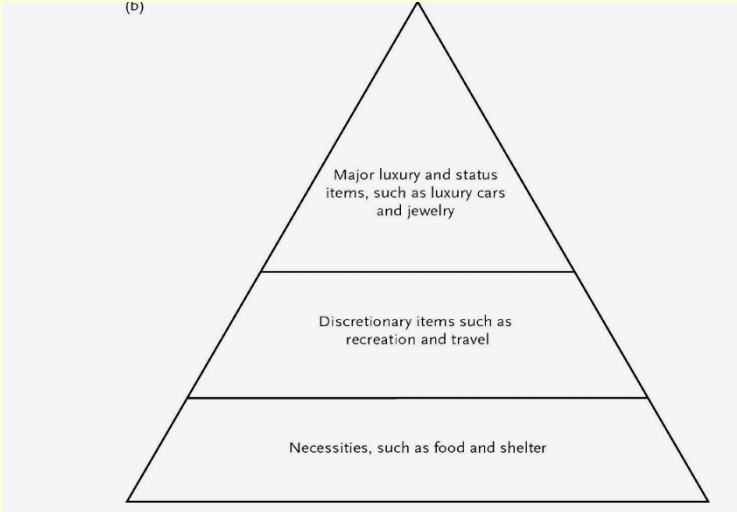 (b)
Major luxury and status
items, such as luxury cars
and jewelry
Discretionary items such as
recreation and travel
Necessities, such as food and shelter